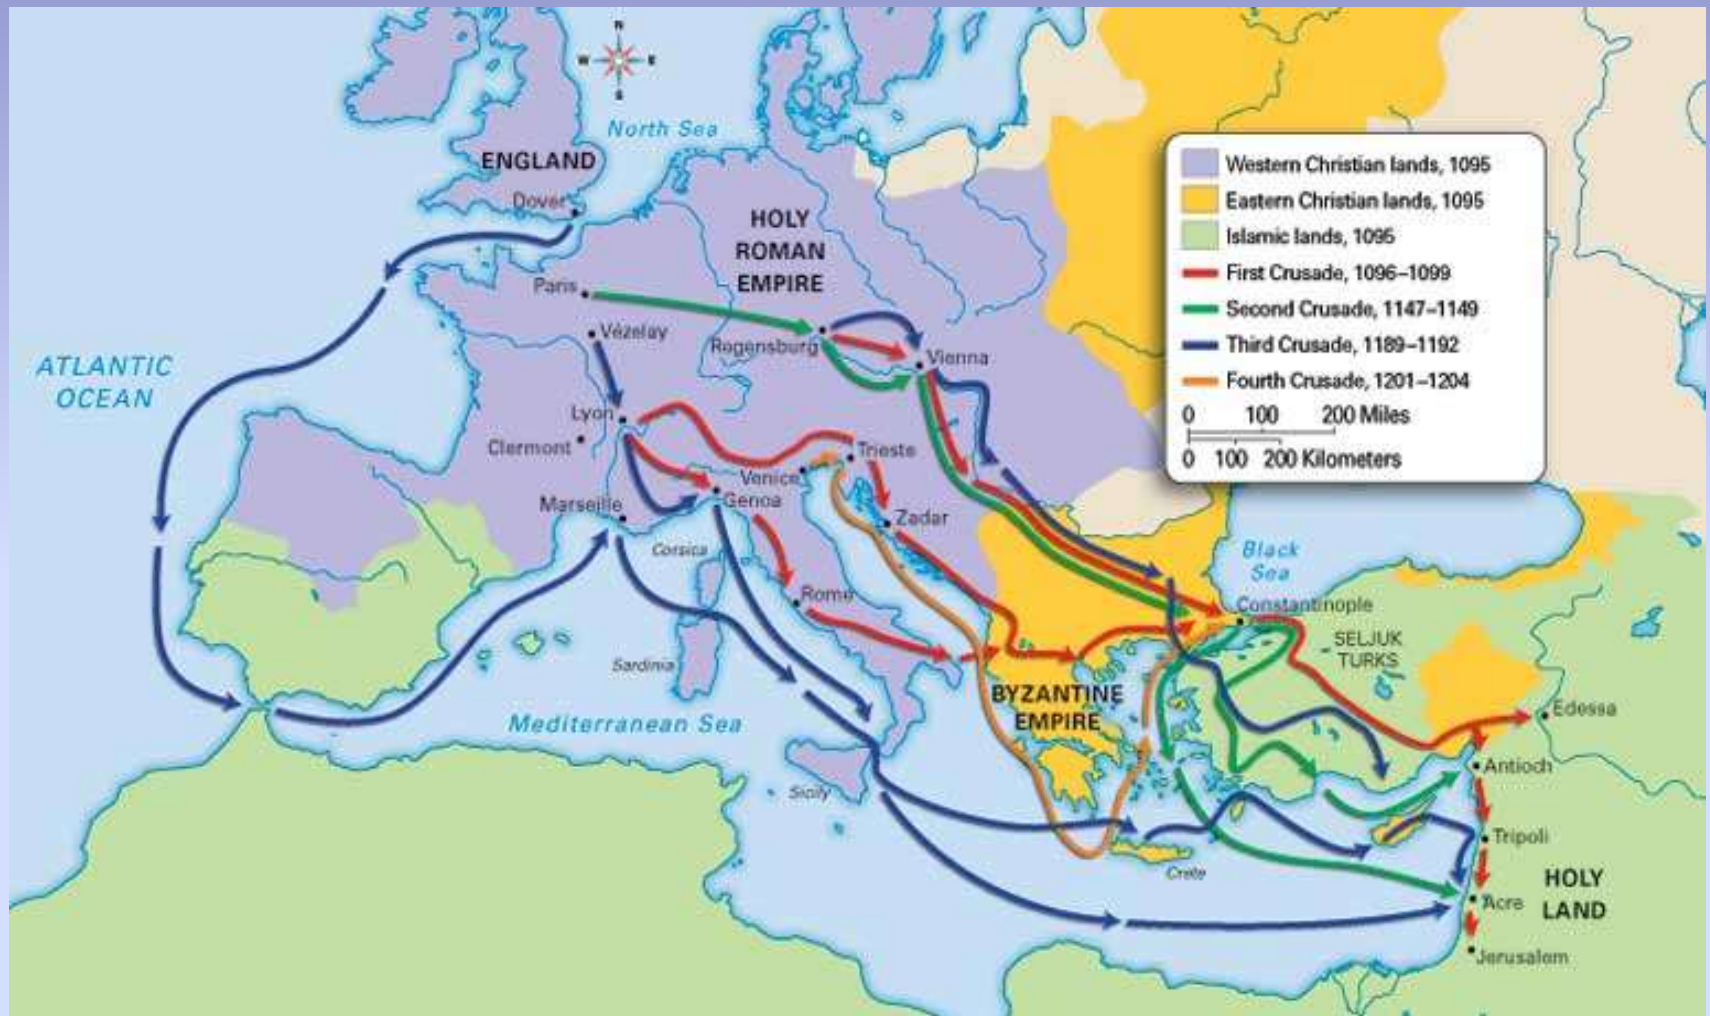 N
W
E
S
North Sea
ENGLAND
Dover
HOLY
ROMAN
EMPIRE
Paris
Vézelay
Regensburg
Vienna
ATLANTIC
OCEAN
Lyon
Clermont
Trieste
Venice
Genoa
Marseille
Zadar
Corsica
Rome
Sardinia
Mediterranean Sea
Sicily
BYZANTINE
EMPIRE
Crete
Black
Sea
Constantinople
SELJUK
TURKS
Edessa
Antioch
Tripoli
HOLY
LAND
Acre
Jerusalem
Western Christian lands, 1095
Eastern Christian lands, 1095
Islamic lands, 1095
First Crusade, 1096–1099
Second Crusade, 1147–1149
Third Crusade, 1189–1192
Fourth Crusade, 1201–1204
0 100 200 Miles
0 100 200 Kilometers